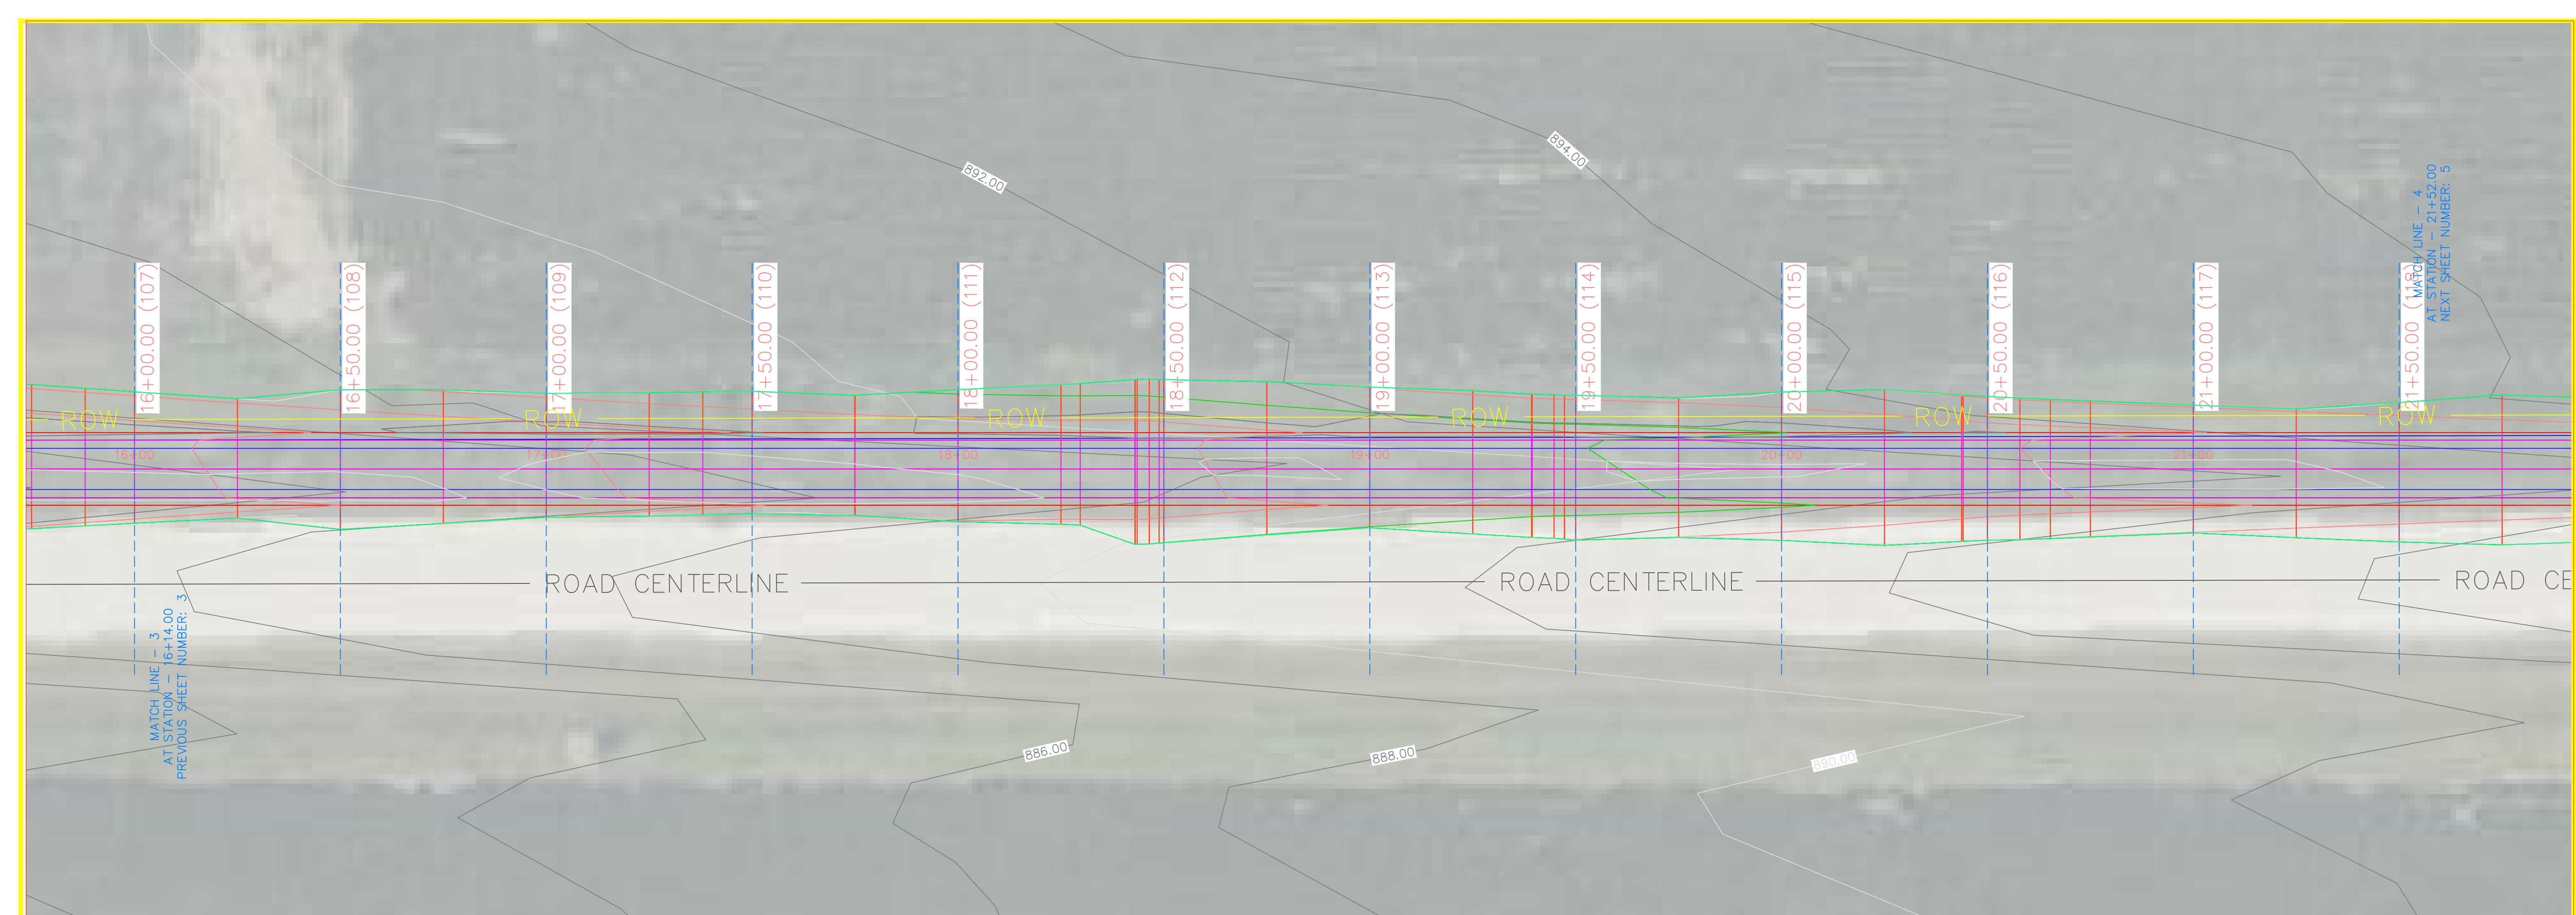 892.00
894.00
MATCH LINE - 4
AT STATION - 21+52.00
NEXT SHEET NUMBER: 5
16+00.00 (107)
16+50.00 (108)
17+00.00 (109)
17+50.00 (110)
18+00.00 (111)
18+50.00 (112)
19+00.00 (113)
19+50.00 (114)
20+00.00 (115)
20+50.00 (116)
21+00.00 (117)
21+50.00 (118)
ROW
ROW
ROW
ROW
ROW
ROW
16+00
17+00
18+00
19+00
20+00
21+00
ROAD CENTERLINE
ROAD CENTERLINE
ROAD CE
MATCH LINE - 3
AT STATION - 16+14.00
PREVIOUS SHEET NUMBER: 3
886.00
888.00
890.00